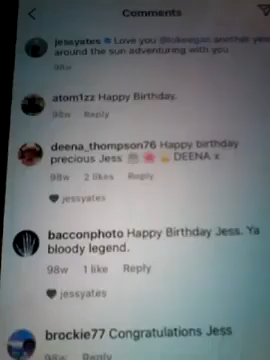 Comments
jessyates Love you @tokeegan another year
around the sun adventuring with you
98w
atom1zz Happy Birthday.
98w Reply
deena_thompson76 Happy birthday
precious Jess 🎂 🌸 👑 DEENA x
98w 2 likes Reply
jessyates
bacconphoto Happy Birthday Jess. Ya
bloody legend.
98w 1 like Reply
jessyates
brockie77 Congratulations Jess
98w Reply